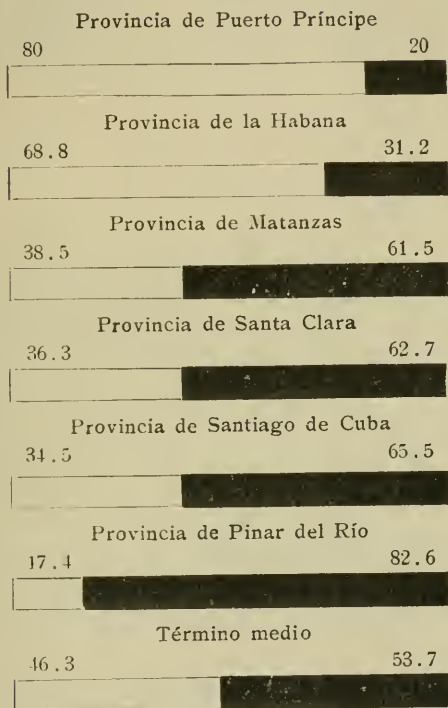 Provincia de Puerto Príncipe
80 20
Provincia de la Habana
68.8 31.2
Provincia de Matanzas
38.5 61.5
Provincia de Santa Clara
36.3 62.7
Provincia de Santiago de Cuba
34.5 65.5
Provincia de Pinar del Río
17.4 82.6
Término medio
46.3 53.7